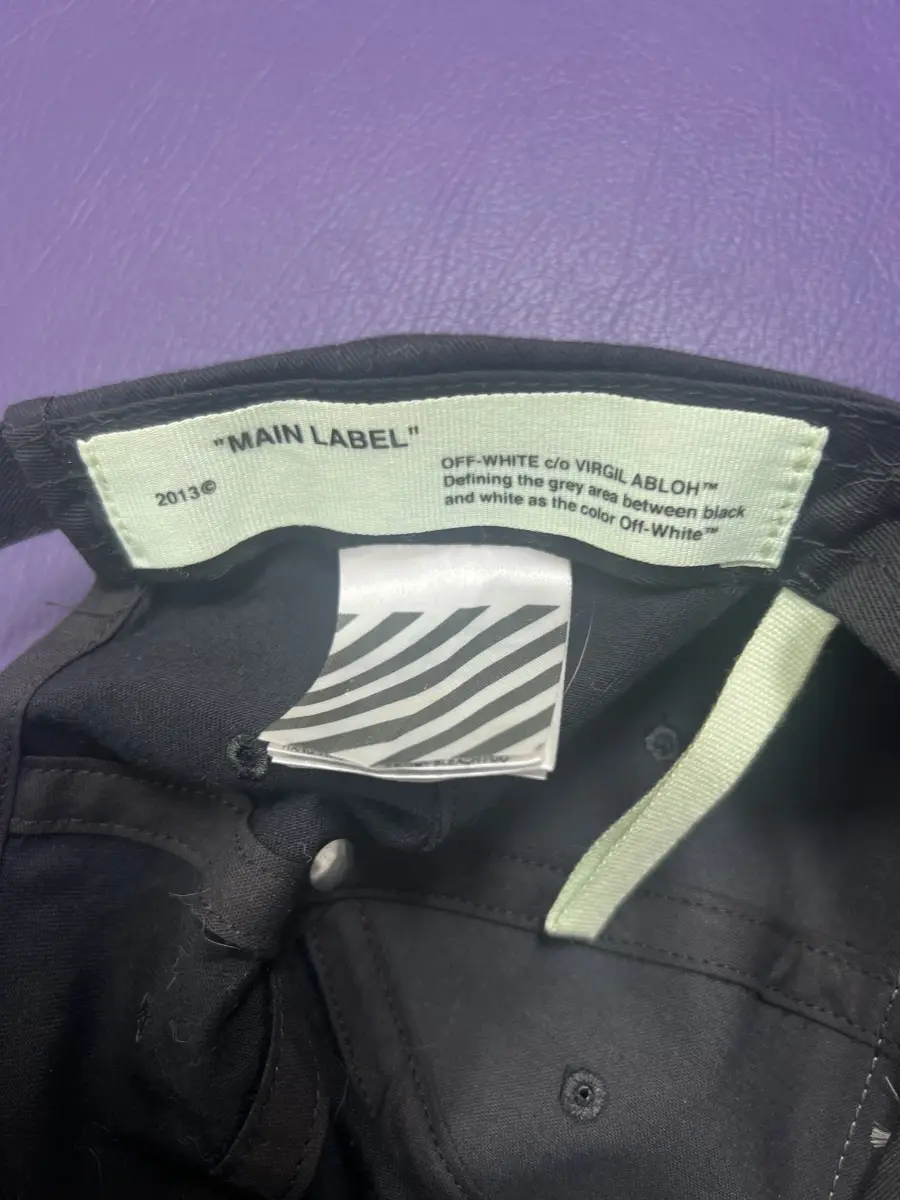 "MAIN LABEL"
2013©
OFF-WHITE c/o VIRGIL ABLOH™
Defining the grey area between black
and white as the color Off-White™